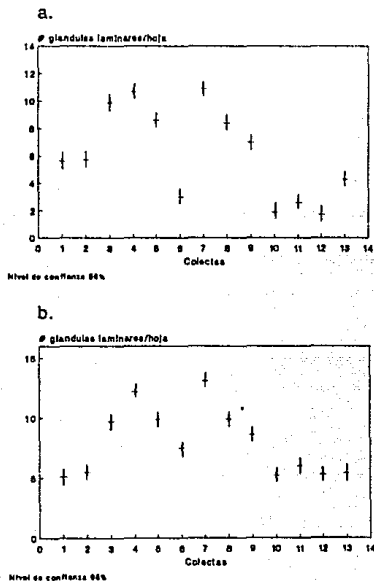 a.
# glandulas laminares/hoja
14
12
10
8
6
4
2
0
0 1 2 3 4 5 6 7 8 9 10 11 12 13 14
Colectas
Nivel de confianza
b.
# glandulas laminares/hoja
15
10
5
0
0 1 2 3 4 5 6 7 8 9 10 11 12 13 14
Colectas
Nivel de confianza